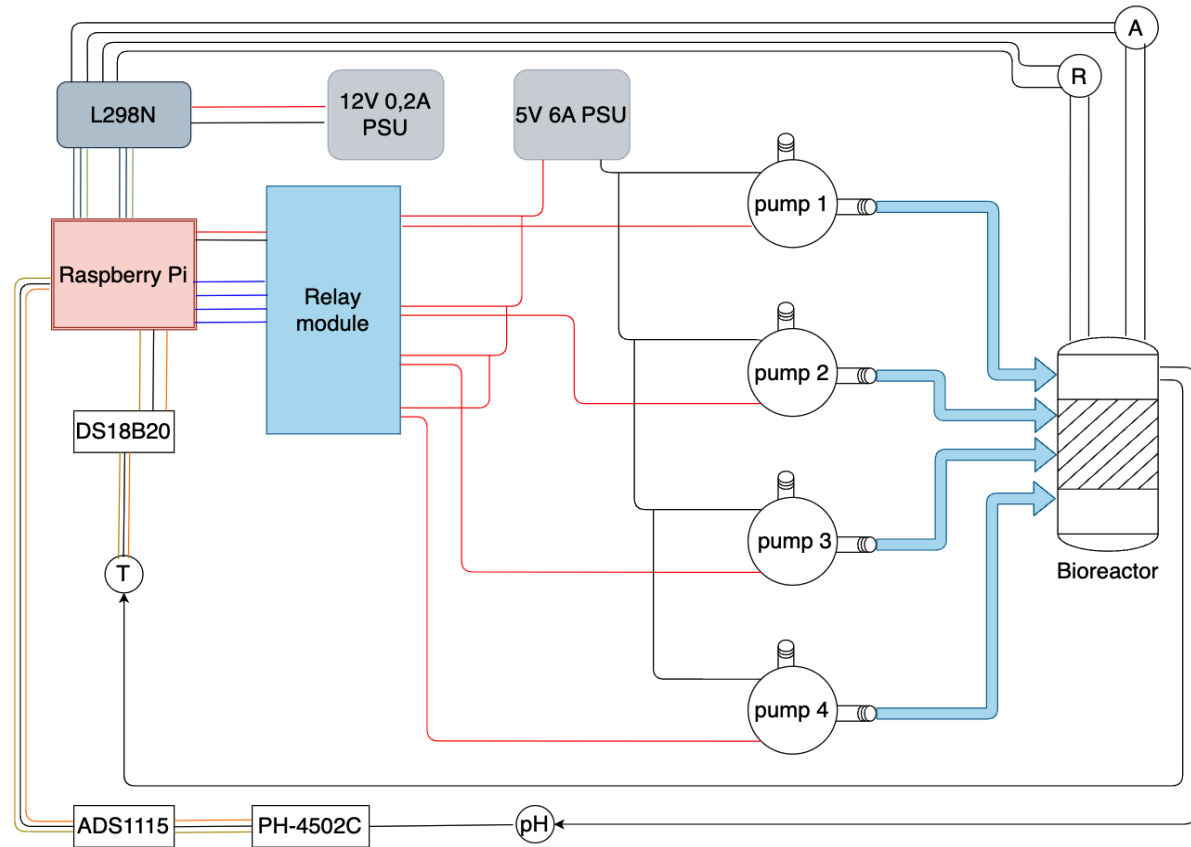 A
R
L298N
12V 0,2A
PSU
5V 6A PSU
pump 1
Raspberry Pi
Relay
module
pump 2
DS18B20
pump 3
T
Bioreactor
pump 4
ADS1115
PH-4502C
pH